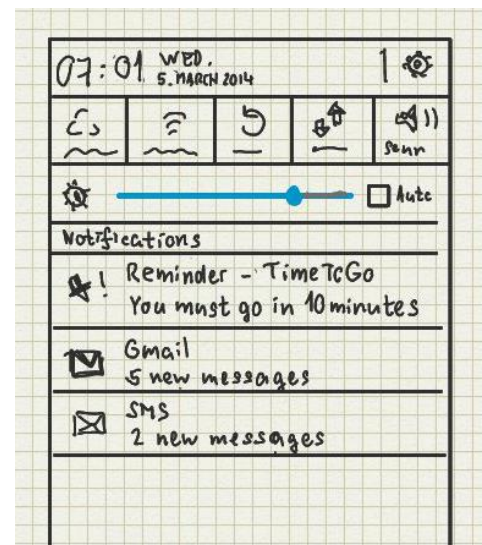 07:01 WED.
5. MARCH 2014
Auto
Notifications
Reminder - TimeToGo
You must go in 10 minutes
Gmail
5 new messages
SMS
2 new messages